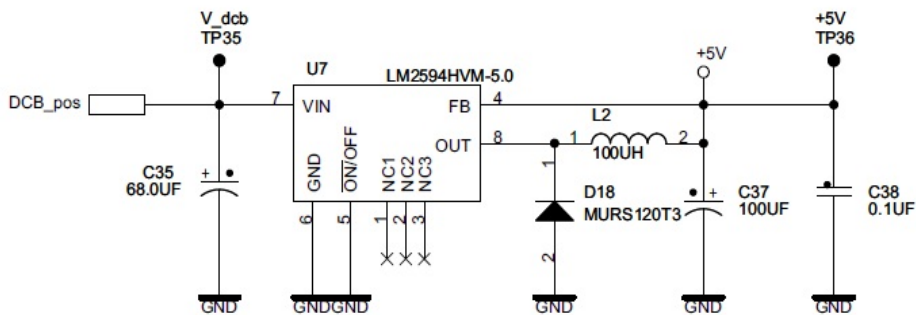 V_dcb
TP35
+5V
TP36
+5V
U7
LM2594HVM-5.0
DCB_pos
7
VIN
FB
4
L2
OUT
8
1
2
100UH
C35
68.0UF
+
GND
ON/OFF
NC1
NC2
NC3
1
D18
MURS120T3
+
C37
100UF
C38
0.1UF
6
5
1
2
3
2
GND
GND
GND
GND
GND
GND